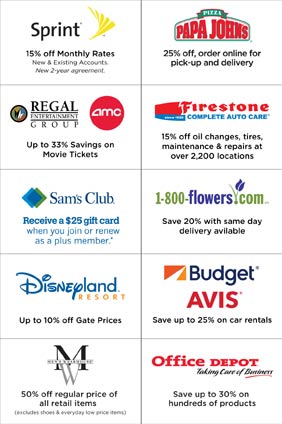 Sprint
15% off Monthly Rates
New & Existing Accounts.
New 2-year agreement.
PIZZA
PAPA JOHNS
25% off, order online for
pick-up and delivery
REGAL
ENTERTAINMENT
GROUP
amc
Up to 33% Savings on
Movie Tickets
Firestone
COMPLETE AUTO CARE
15% off oil changes, tires,
maintenance & repairs at
over 2,200 locations
Sam's Club
Receive a $25 gift card
when you join or renew
as a plus member.*
1-800-flowers.com
Save 20% with same day
delivery avilable
Disneyland
RESORT
Up to 10% off Gate Prices
Budget
AVIS
Save up to 25% on car rentals
M
W
50% off regular price of
all retail items
(excludes shoes & everyday low price items)
Office DEPOT
Taking Care of Business
Save up to 30% on
hundreds of products